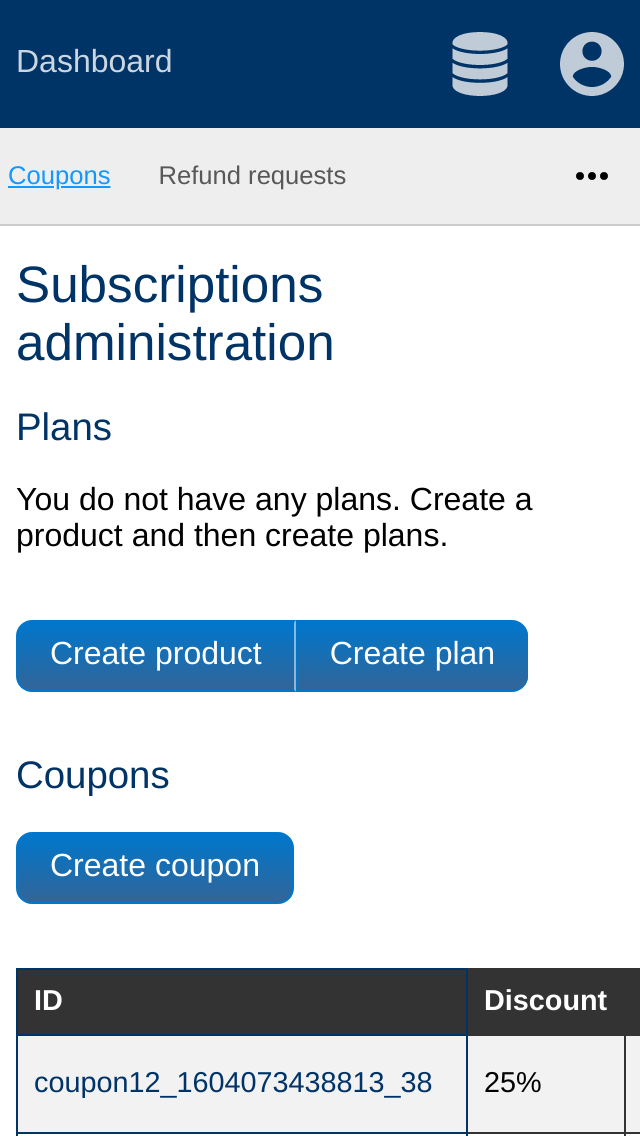 Dashboard
Coupons Refund requests
Subscriptions
administration
Plans
You do not have any plans. Create a
product and then create plans.
Create product Create plan
Coupons
Create coupon
ID Discount
coupon12_1604073438813_38 25%